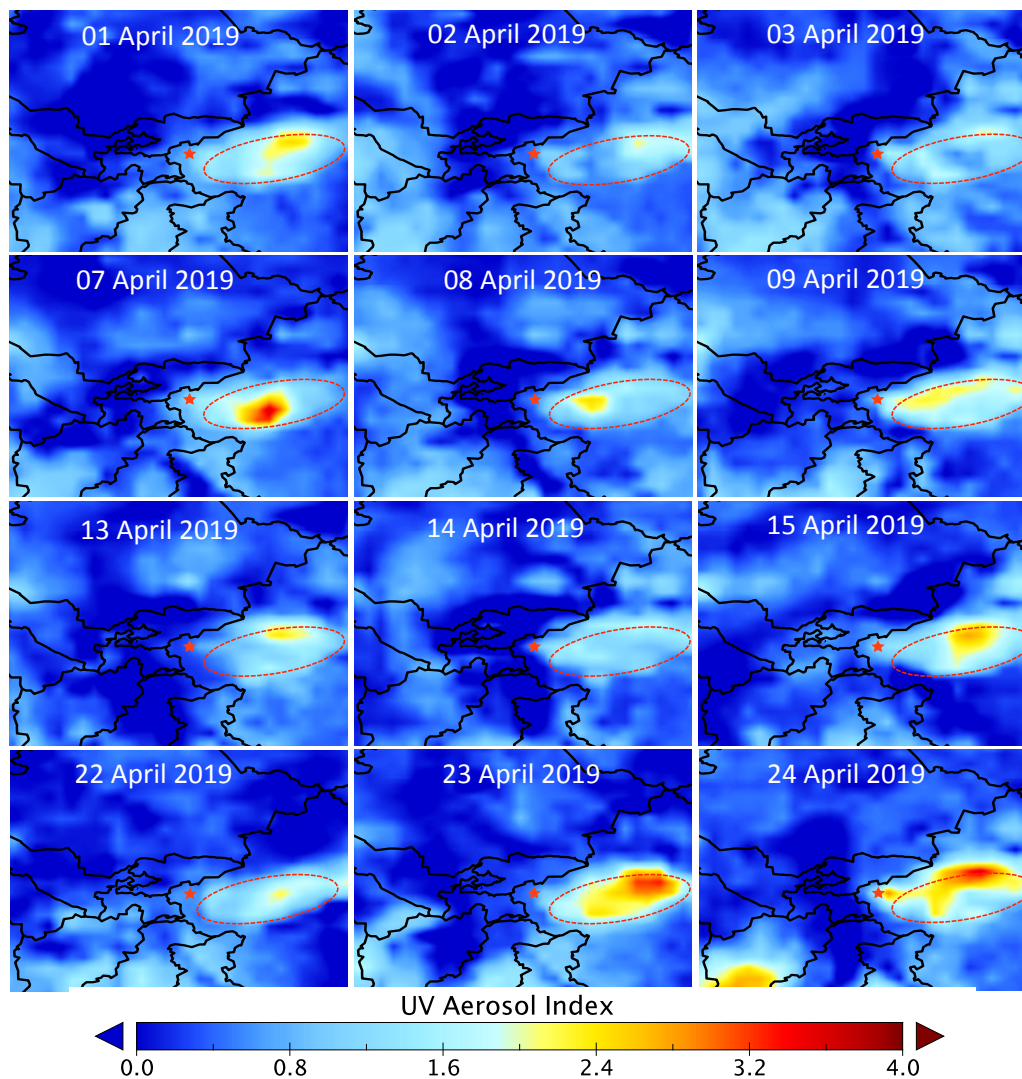 01 April 2019
02 April 2019
03 April 2019
07 April 2019
08 April 2019
09 April 2019
13 April 2019
14 April 2019
15 April 2019
22 April 2019
23 April 2019
24 April 2019
UV Aerosol Index
0.0 0.8 1.6 2.4 3.2 4.0